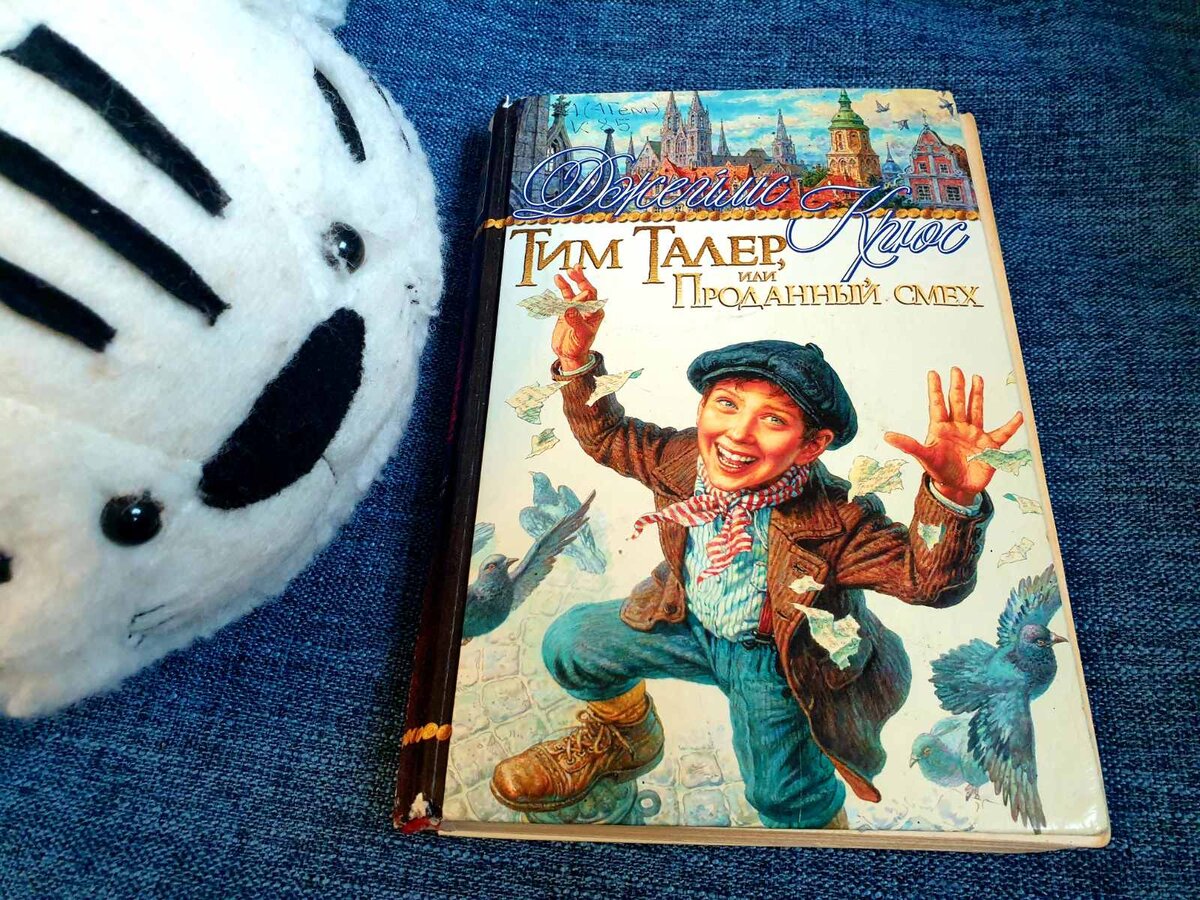 Джеймс Крюс
Тим Талер,
или
Проданный смех